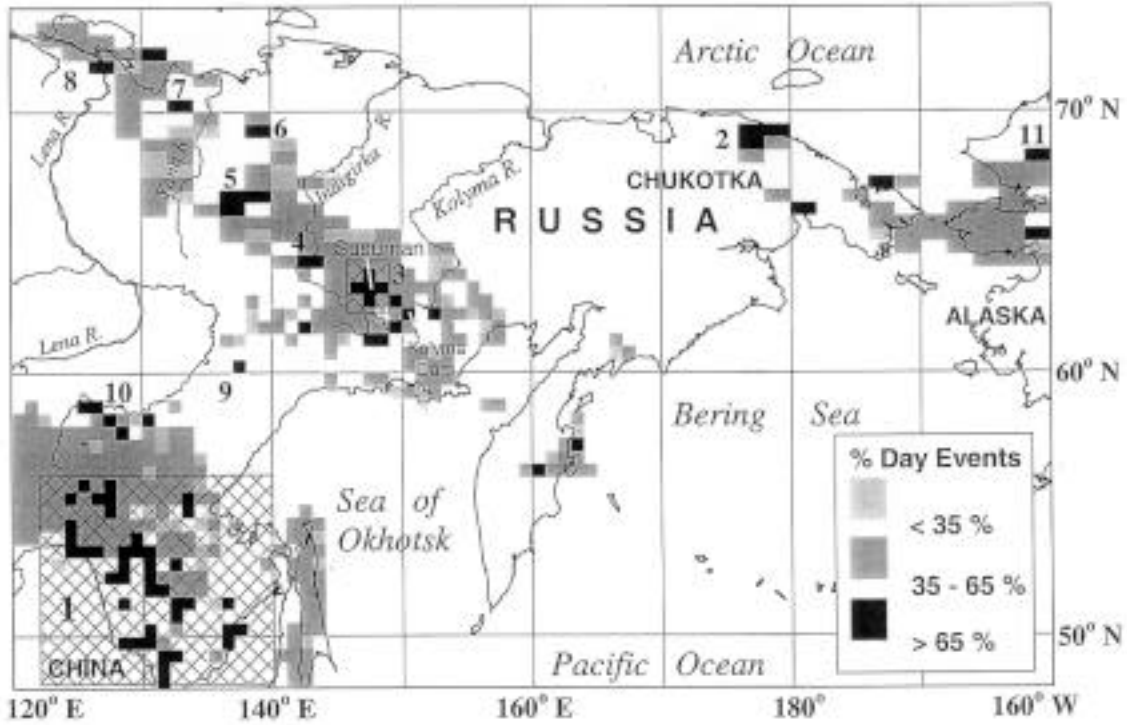 Arctic Ocean
8
7
70° N
Lena R.
6
2
11
Indigirka R.
5
CHUKOTKA
Kolyma R.
RUSSIA
4
Susuman
3
ALASKA
Lena R.
60° N
10
9
Bering Sea
% Day Events
Sea of
Okhotsk
< 35 %
35 - 65 %
1
> 65 %
50° N
CHINA
Pacific Ocean
120° E
140° E
160° E
180°
160° W